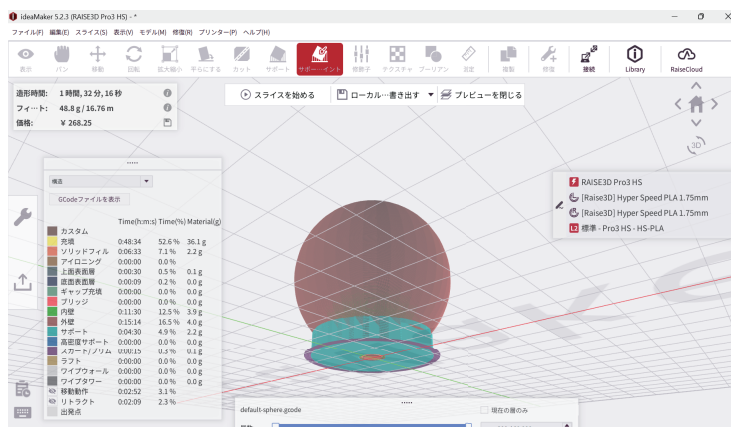 ideaMaker 5.2.3 (RAISE3D Pro3 HS) - *
ファイル(F) 編集(E) スライス(S) 表示(V) モデル(M) 修復(R) プリンター(P) ヘルプ(H)
表示 パン 移動 回転 拡大縮小 平らにする カット サポート サポー…イント 修飾子 テクスチャ ブーリアン 測定 複製 修復 接続 Library RaiseCloud
造形時間: 1 時間, 32 分, 16 秒
フィ…ト: 48.8 g / 16.76 m
価格: ¥ 268.25
スライスを始める ローカル…書き出す プレビューを閉じる
3D
構造
GCodeファイルを表示
Time(h:m:s) Time(%) Material(g)
カスタム
充填 0:48:34 52.6 % 36.1 g
ソリッドフィル 0:06:33 7.1 % 2.2 g
アイロニング 0:00:00 0.0 %
上面表面層 0:00:30 0.5 % 0.1 g
底面表面層 0:00:09 0.2 % 0.0 g
ギャップ充填 0:00:00 0.0 % 0.0 g
ブリッジ 0:00:00 0.0 % 0.0 g
内壁 0:11:30 12.5 % 3.9 g
外壁 0:15:14 16.5 % 4.0 g
サポート 0:04:30 4.9 % 2.2 g
高密度サポート 0:00:00 0.0 % 0.0 g
スカート/ブリム 0:00:15 0.3 % 0.1 g
ラフト 0:00:00 0.0 % 0.0 g
ワイプウォール 0:00:00 0.0 % 0.0 g
ワイプタワー 0:00:00 0.0 % 0.0 g
移動動作 0:02:52 3.1 %
リトラクト 0:02:09 2.3 %
出発点
RAISE3D Pro3 HS
[Raise3D] Hyper Speed PLA 1.75mm
[Raise3D] Hyper Speed PLA 1.75mm
L2 標準 - Pro3 HS - HS-PLA
default-sphere.gcode 現在の層のみ